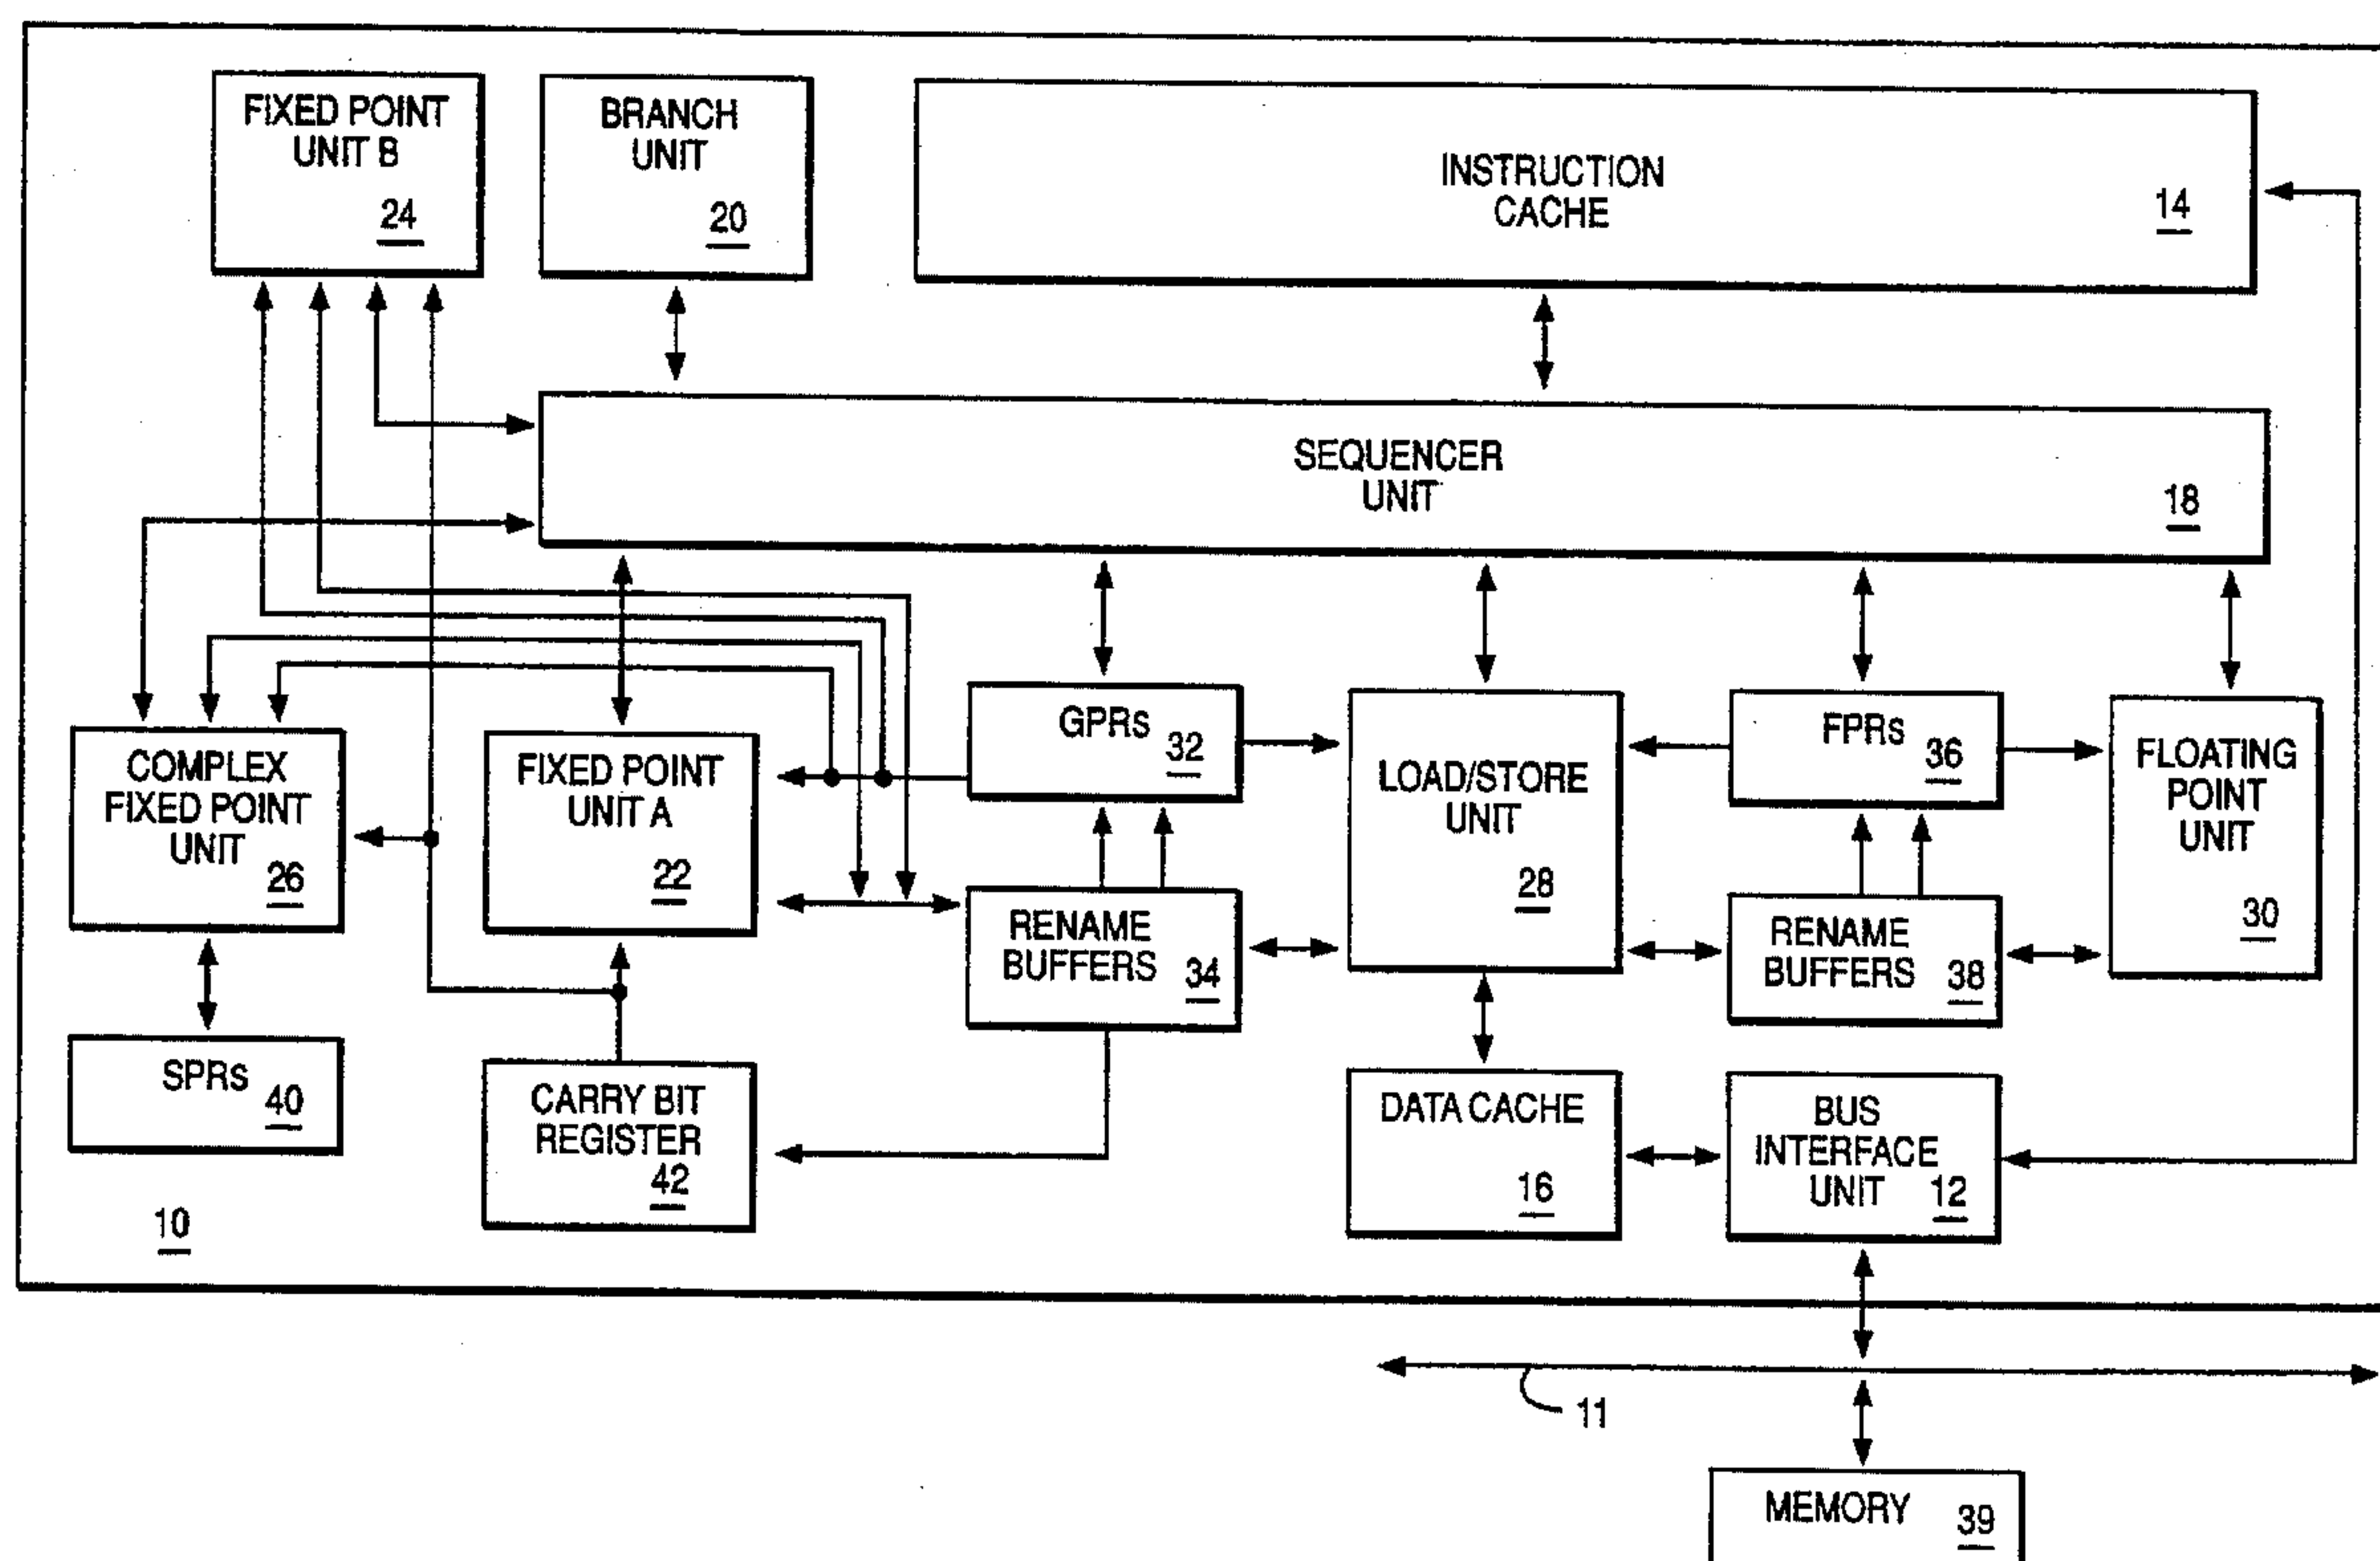 FIXED POINT
UNIT B
24
BRANCH
UNIT
20
INSTRUCTION
CACHE
14
SEQUENCER
UNIT
18
COMPLEX
FIXED POINT
UNIT
26
FIXED POINT
UNIT A
22
GPRs
32
LOAD/STORE
UNIT
28
FPRs
36
FLOATING
POINT
UNIT
30
RENAME
BUFFERS
34
RENAME
BUFFERS
38
SPRs
40
CARRY BIT
REGISTER
42
DATA CACHE
16
BUS
INTERFACE
UNIT
12
10
11
MEMORY
39